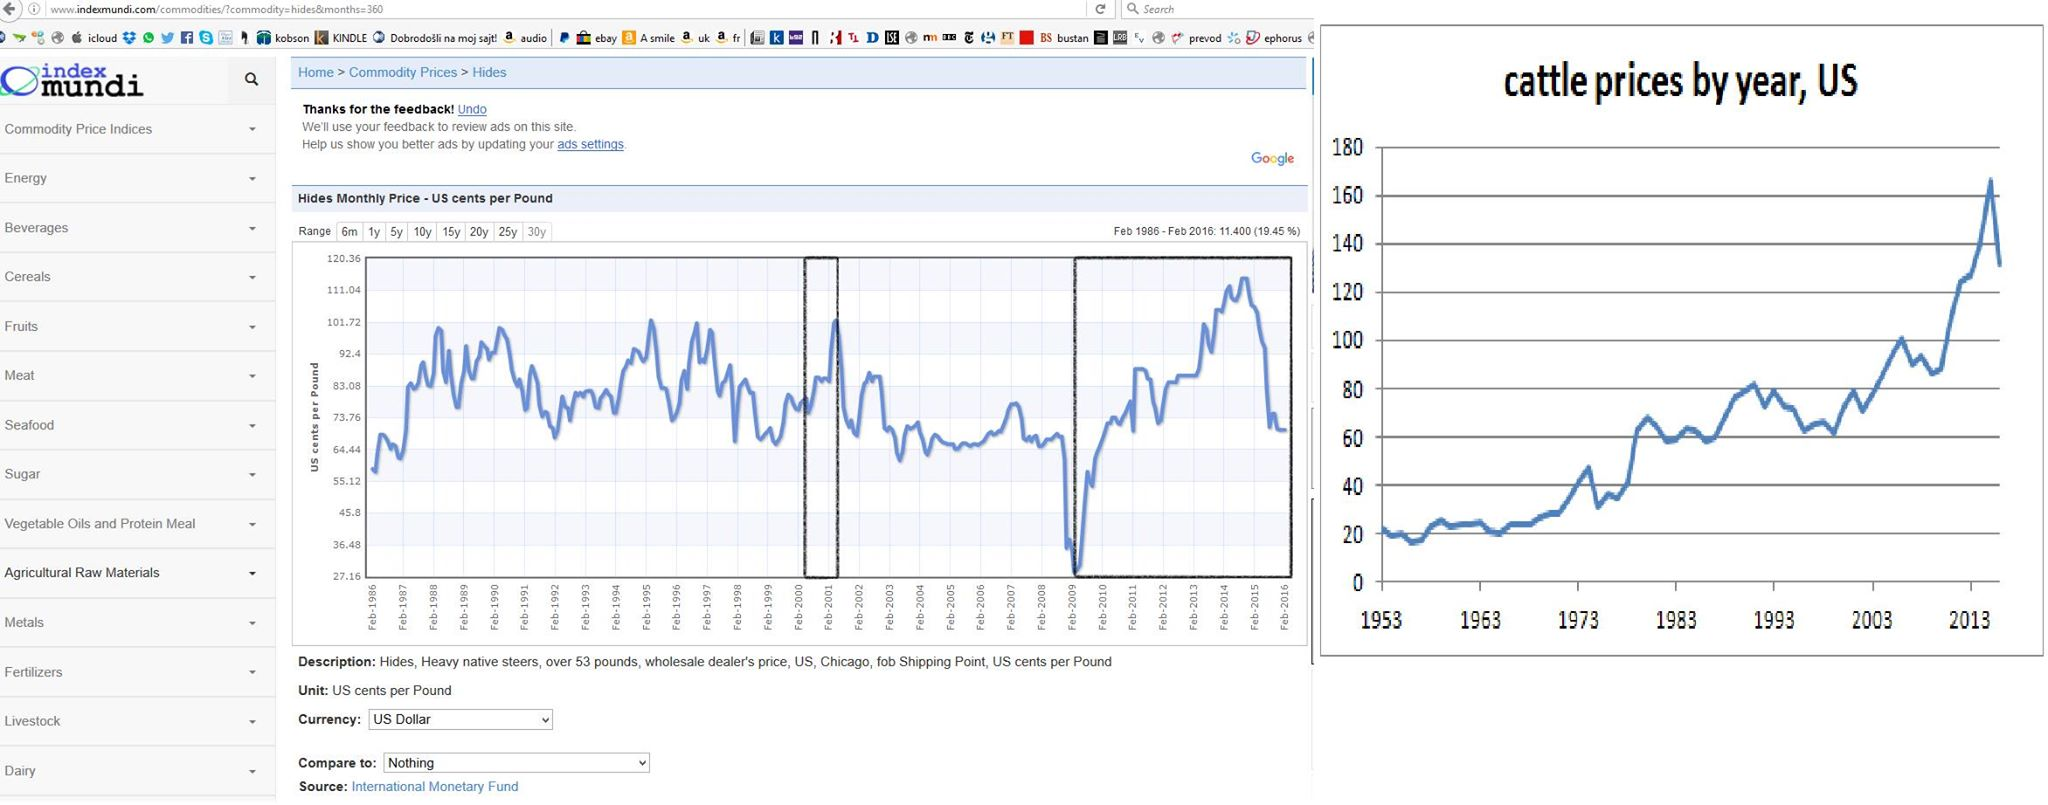 www.indexmundi.com/commodities/?commodity=hides&months=360
Search
icloud
kobson
KINDLE
Dobrodošli na moj sajt!
audio
ebay
A smile
uk
fr
bustan
prevod
ephorus
index
mundi
Commodity Price Indices
Energy
Beverages
Cereals
Fruits
Meat
Seafood
Sugar
Vegetable Oils and Protein Meal
Agricultural Raw Materials
Metals
Fertilizers
Livestock
Dairy
Home > Commodity Prices > Hides
Thanks for the feedback! Undo
We'll use your feedback to review ads on this site.
Help us show you better ads by updating your ads settings.
Google
Hides Monthly Price - US cents per Pound
Range 6m 1y 5y 10y 15y 20y 25y 30y
Feb 1986 - Feb 2016: 11.400 (19.45 %)
US cents per Pound
120.36
111.04
101.72
92.4
83.08
73.76
64.44
55.12
45.8
36.48
27.16
Feb-1986
Feb-1987
Feb-1988
Feb-1989
Feb-1990
Feb-1991
Feb-1992
Feb-1993
Feb-1994
Feb-1995
Feb-1996
Feb-1997
Feb-1998
Feb-1999
Feb-2000
Feb-2001
Feb-2002
Feb-2003
Feb-2004
Feb-2005
Feb-2006
Feb-2007
Feb-2008
Feb-2009
Feb-2010
Feb-2011
Feb-2012
Feb-2013
Feb-2014
Feb-2015
Feb-2016
Description: Hides, Heavy native steers, over 53 pounds, wholesale dealer's price, US, Chicago, fob Shipping Point, US cents per Pound
Unit: US cents per Pound
Currency: US Dollar
Compare to: Nothing
Source: International Monetary Fund
cattle prices by year, US
180
160
140
120
100
80
60
40
20
0
1953 1963 1973 1983 1993 2003 2013